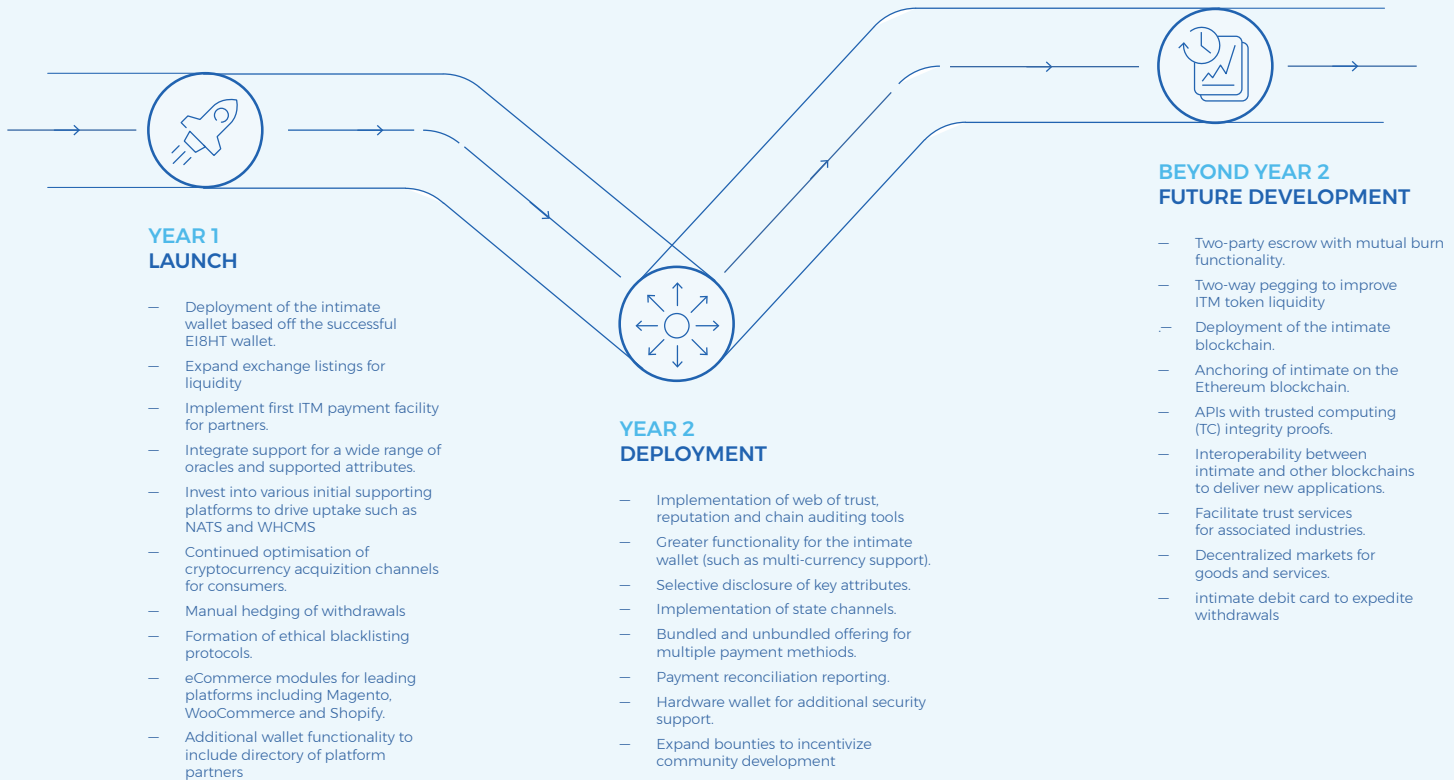 YEAR 1
LAUNCH
— Deployment of the intimate
wallet based off the successful
EI8HT wallet.
— Expand exchange listings for
liquidity
— Implement first ITM payment facility
for partners.
— Integrate support for a wide range of
oracles and supported attributes.
— Invest into various initial supporting
platforms to drive uptake such as
NATS and WHCMS
— Continued optimisation of
cryptocurrency acquizition channels
for consumers.
— Manual hedging of withdrawals
— Formation of ethical blacklisting
protocols.
— eCommerce modules for leading
platforms including Magento,
WooCommerce and Shopify.
— Additional wallet functionality to
include directory of platform
partners
YEAR 2
DEPLOYMENT
— Implementation of web of trust,
reputation and chain auditing tools
— Greater functionality for the intimate
wallet (such as multi-currency support).
— Selective disclosure of key attributes.
— Implementation of state channels.
— Bundled and unbundled offering for
multiple payment methiods.
— Payment reconciliation reporting.
— Hardware wallet for additional security
support.
— Expand bounties to incentivize
community development
BEYOND YEAR 2
FUTURE DEVELOPMENT
— Two-party escrow with mutual burn
functionality.
— Two-way pegging to improve
ITM token liquidity
.— Deployment of the intimate
blockchain.
— Anchoring of intimate on the
Ethereum blockchain.
— APIs with trusted computing
(TC) integrity proofs.
— Interoperability between
intimate and other blockchains
to deliver new applications.
— Facilitate trust services
for associated industries.
— Decentralized markets for
goods and services.
— intimate debit card to expedite
withdrawals